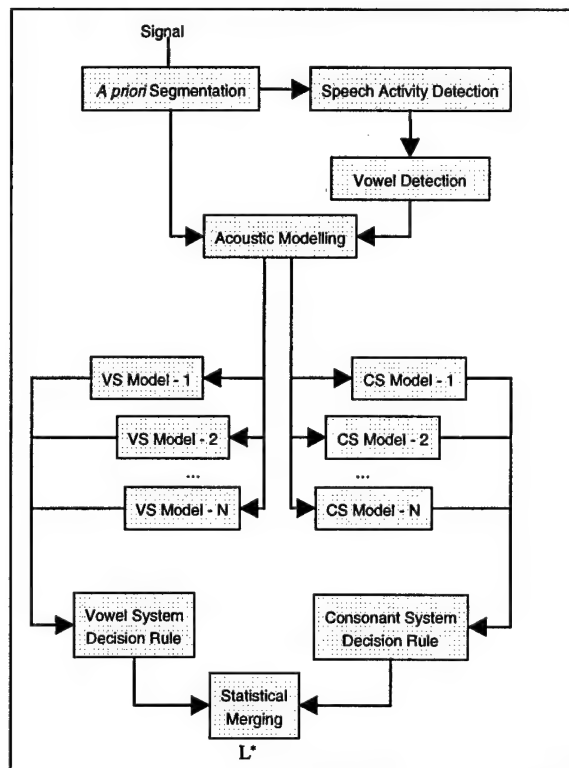 Signal
A priori Segmentation
Speech Activity Detection
Vowel Detection
Acoustic Modelling
VS Model - 1
CS Model - 1
VS Model - 2
CS Model - 2
...
...
VS Model - N
CS Model - N
Vowel System
Decision Rule
Consonant System
Decision Rule
Statistical
Merging
L*